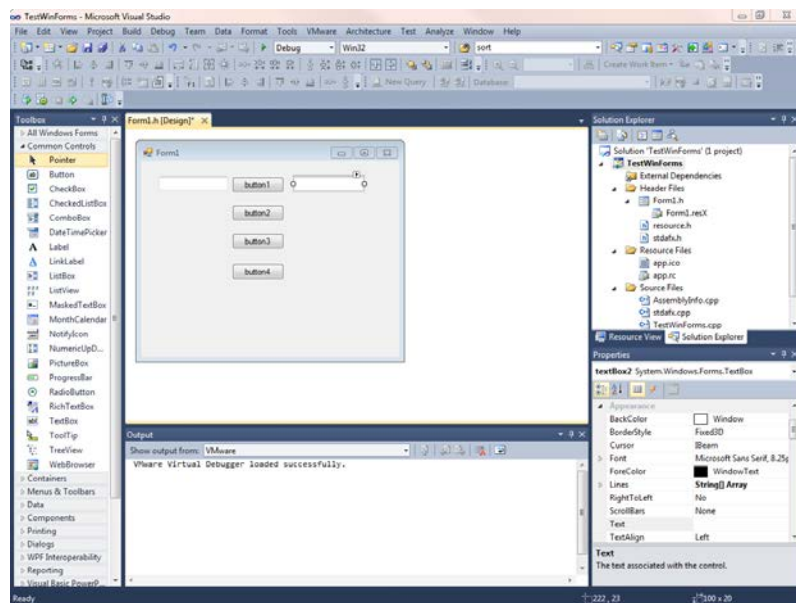 TestWinForms - Microsoft Visual Studio
File Edit View Project Build Debug Team Data Format Tools VMware Architecture Test Analyze Window Help
Debug Win32 sort
Create Work Item
New Query Database
Toolbox
All Windows Forms
Common Controls
Pointer
Button
CheckBox
CheckedListBox
ComboBox
DateTimePicker
Label
LinkLabel
ListBox
ListView
MaskedTextBox
MonthCalendar
NotifyIcon
NumericUpD...
PictureBox
ProgressBar
RadioButton
RichTextBox
TextBox
ToolTip
TreeView
WebBrowser
Containers
Menus & Toolbars
Data
Components
Printing
Dialogs
WPF Interoperability
Reporting
Visual Basic PowerP...
Form1.h [Design]*
Form1
button1
button2
button3
button4
Output
Show output from: VMware
VMware Virtual Debugger loaded successfully.
Solution Explorer
Solution 'TestWinForms' (1 project)
TestWinForms
External Dependencies
Header Files
Form1.h
Form1.resX
resource.h
stdafx.h
Resource Files
app.ico
app.rc
Source Files
AssemblyInfo.cpp
stdafx.cpp
TestWinForms.cpp
Resource View Solution Explorer
Properties
textBox2 System.Windows.Forms.TextBox
Appearance
BackColor Window
BorderStyle Fixed3D
Cursor IBeam
Font Microsoft Sans Serif, 8.25p
ForeColor WindowText
Lines String[] Array
RightToLeft No
ScrollBars None
Text
TextAlign Left
Text
The text associated with the control.
Ready 222 , 23 100 x 20